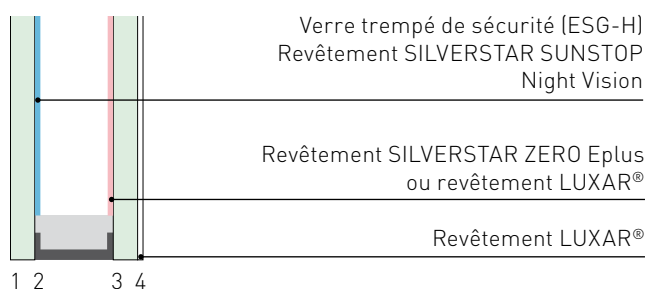 Verre trempé de sécurité (ESG-H)
Revêtement SILVERSTAR SUNSTOP
Night Vision
Revêtement SILVERSTAR ZERO Eplus
ou revêtement LUXAR®
Revêtement LUXAR®
1 2 3 4